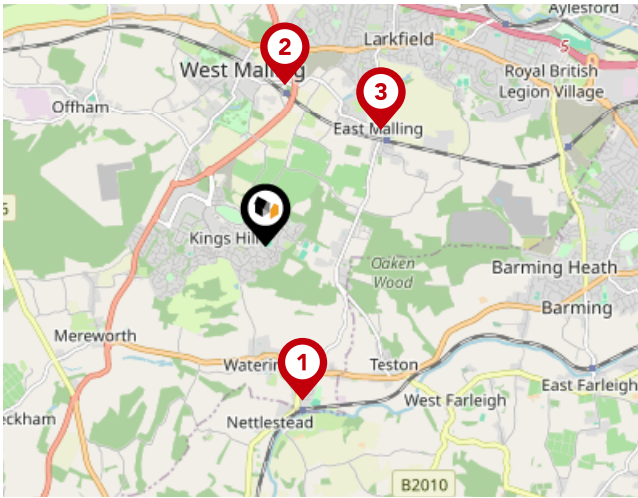 Aylesford
2
Larkfield
5
West Malling
Royal British
Legion Village
3
Offham
East Malling
Kings Hill
Oaken
Wood
Barming Heath
Barming
Mereworth
1
Teston
East Farleigh
West Farleigh
Nettlestead
B2010